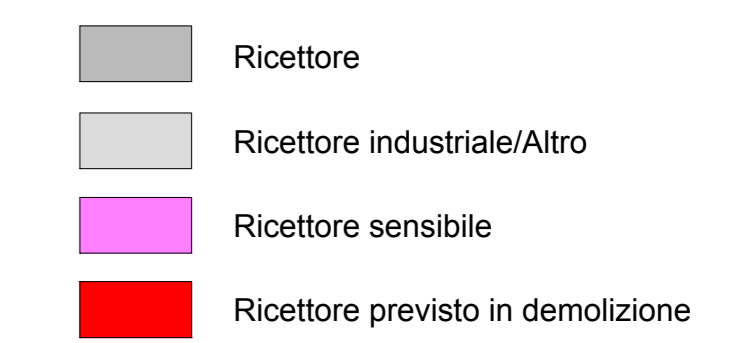 Ricettore
Ricettore industriale/Altro
Ricettore sensibile
Ricettore previsto in demolizione